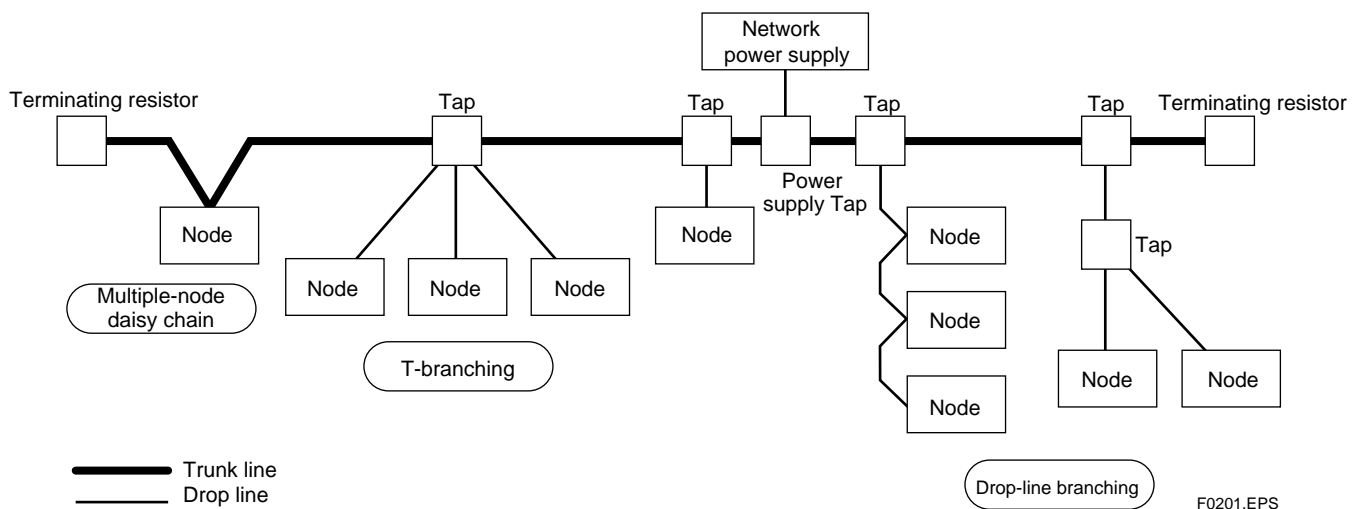 Network
power supply
Terminating resistor
Tap
Tap
Tap
Tap
Terminating resistor
Power
supply Tap
Node
Node
Node
Tap
Node
Node
Node
Multiple-node
daisy chain
Node
T-branching
Node
Node
Node
Trunk line
Drop line
Drop-line branching
F0201.EPS